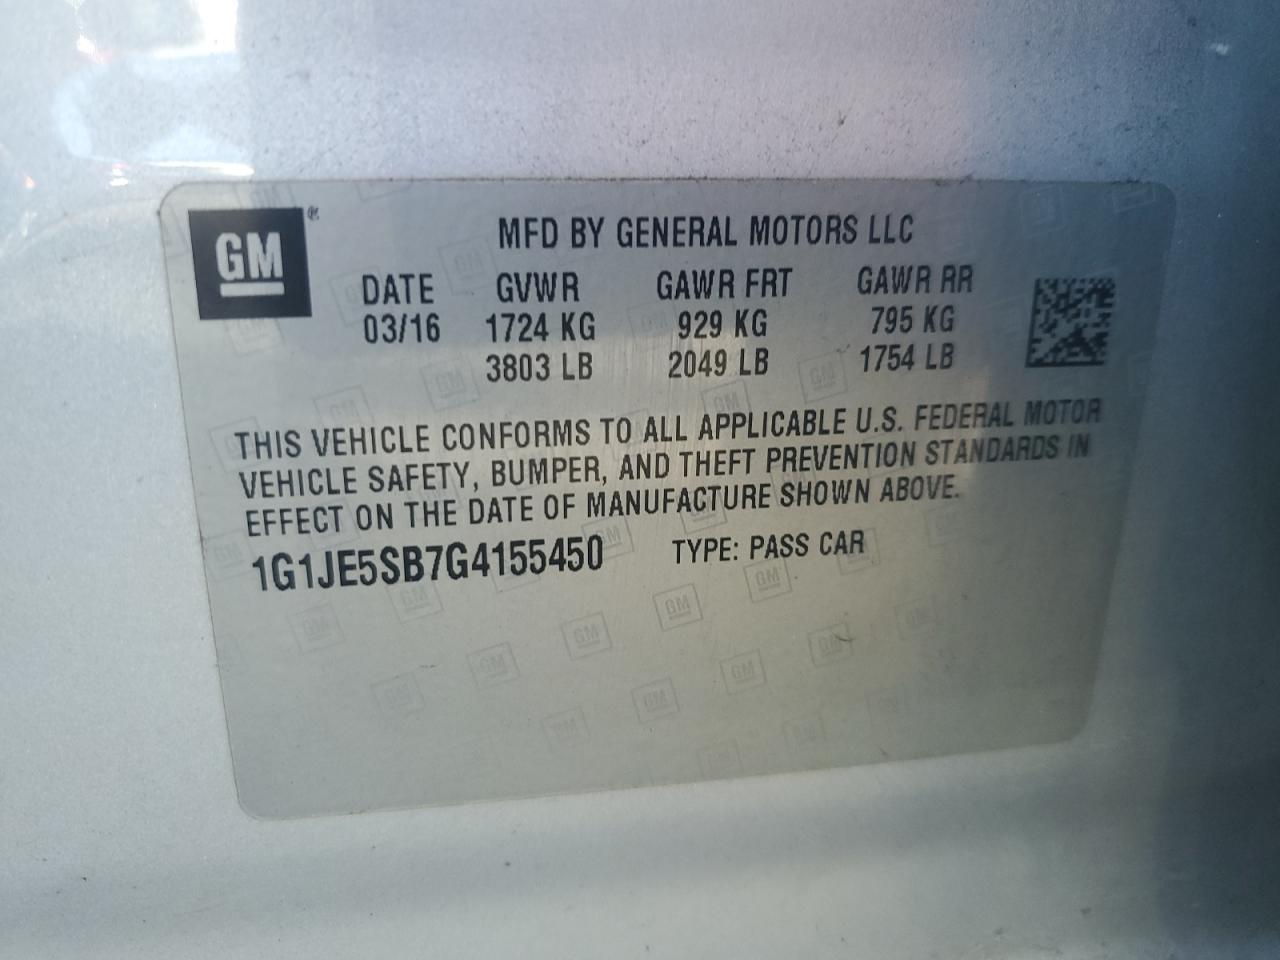 GM®
MFD BY GENERAL MOTORS LLC
DATE GVWR GAWR FRT GAWR RR
03/16 1724 KG 929 KG 795 KG
3803 LB 2049 LB 1754 LB
THIS VEHICLE CONFORMS TO ALL APPLICABLE U.S. FEDERAL MOTOR
VEHICLE SAFETY, BUMPER, AND THEFT PREVENTION STANDARDS IN
EFFECT ON THE DATE OF MANUFACTURE SHOWN ABOVE.
1G1JE5SB7G4155450 TYPE: PASS CAR